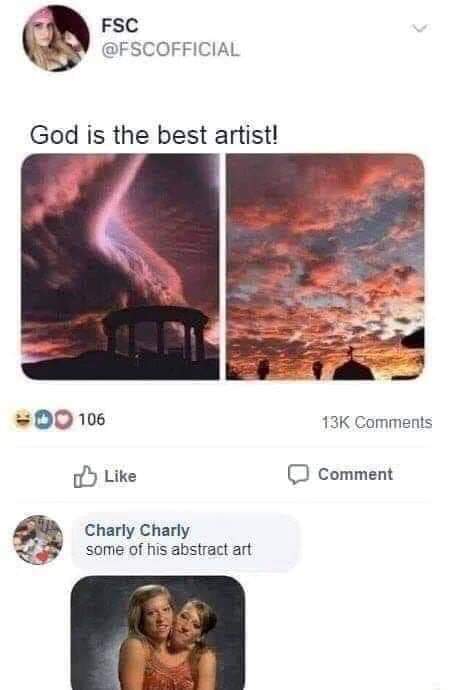 FSC
@FSCOFFICIAL
God is the best artist!
106
13K Comments
Like
Comment
Charly Charly
some of his abstract art